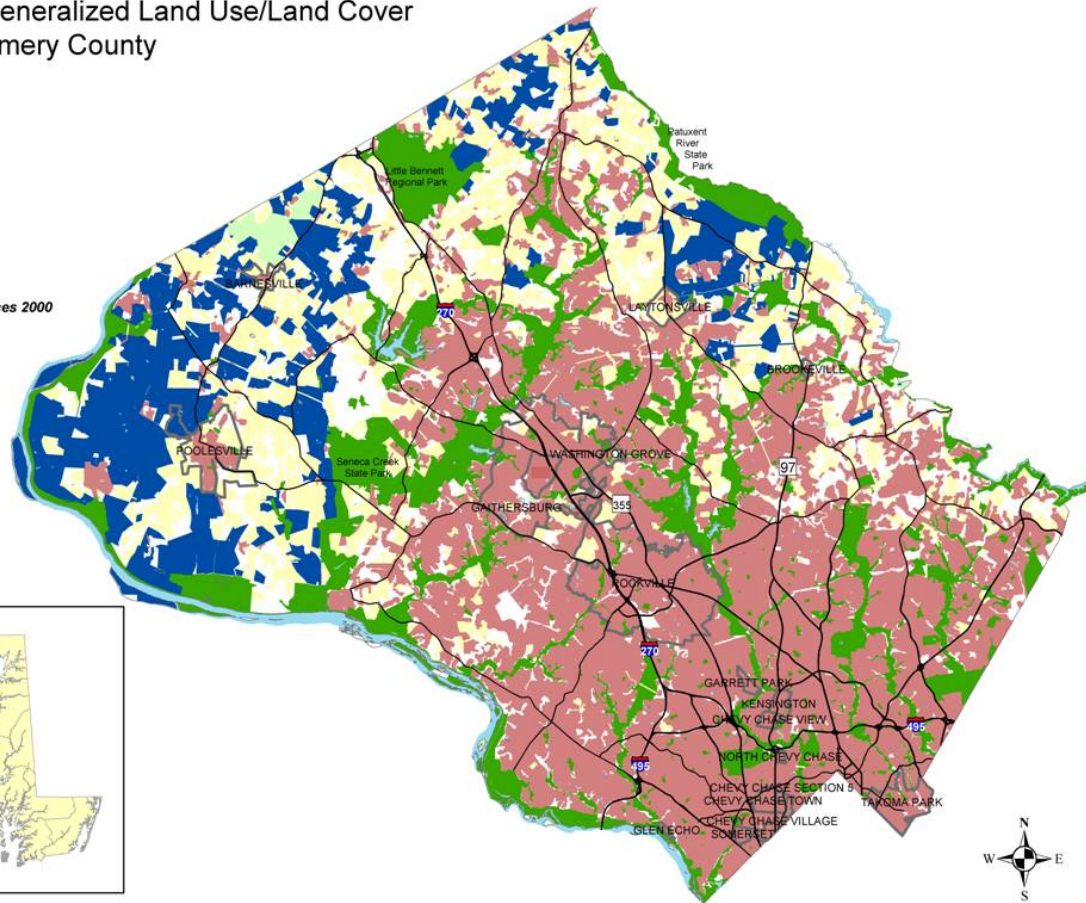 eneralized Land Use/Land Cover
mery County
es 2000
Patuxent
River
State
Park
Little Bennett
Regional Park
BARNESVILLE
270
LAYTONSVILLE
BROOKEVILLE
POOLESVILLE
Seneca Creek
State Park
WASHINGTON GROVE
97
GAITHERSBURG
355
ROCKVILLE
270
GARRETT PARK
KENSINGTON
CHEVY CHASE VIEW
495
NORTH CHEVY CHASE
495
CHEVY CHASE SECTION 5
CHEVY CHASE TOWN
TAKOMA PARK
CHEVY CHASE VILLAGE
GLEN ECHO
SOMERSET
N
W
E
S